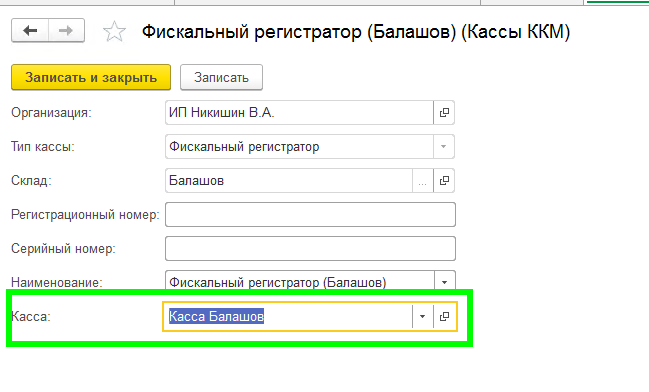 Фискальный регистратор (Балашов) (Кассы ККМ)
Записать и закрыть Записать
Организация: ИП Никишин В.А.
Тип кассы: Фискальный регистратор
Склад: Балашов ...
Регистрационный номер:
Серийный номер:
Наименование: Фискальный регистратор (Балашов)
Касса: Касса Балашов